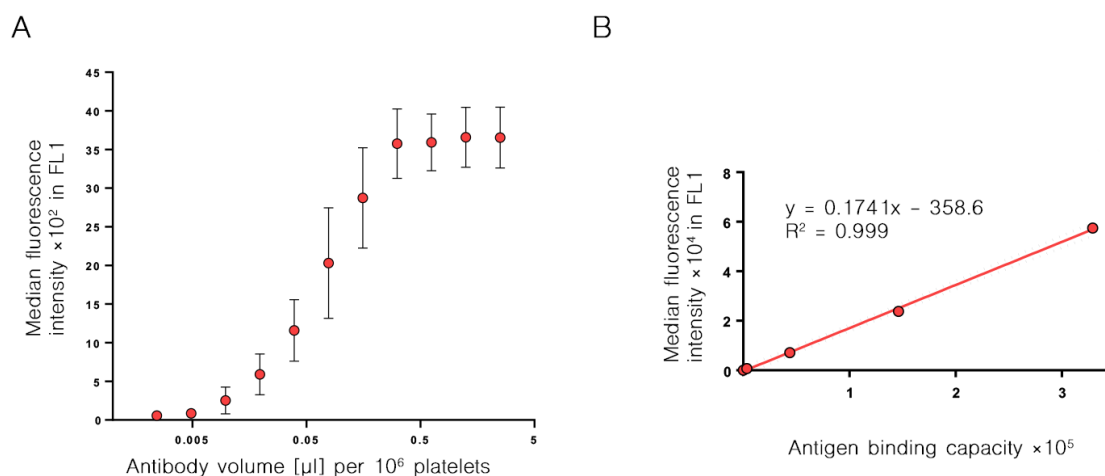 A
Median fluorescence
intensity ×10² in FL1
45
40
35
30
25
20
15
10
5
0
0.005
0.05
0.5
5
Antibody volume [µl] per 10⁶ platelets
B
Median fluorescence
intensity ×10⁴ in FL1
8
6
4
2
0
y = 0.1741x – 358.6
R² = 0.999
1
2
3
Antigen binding capacity ×10⁵